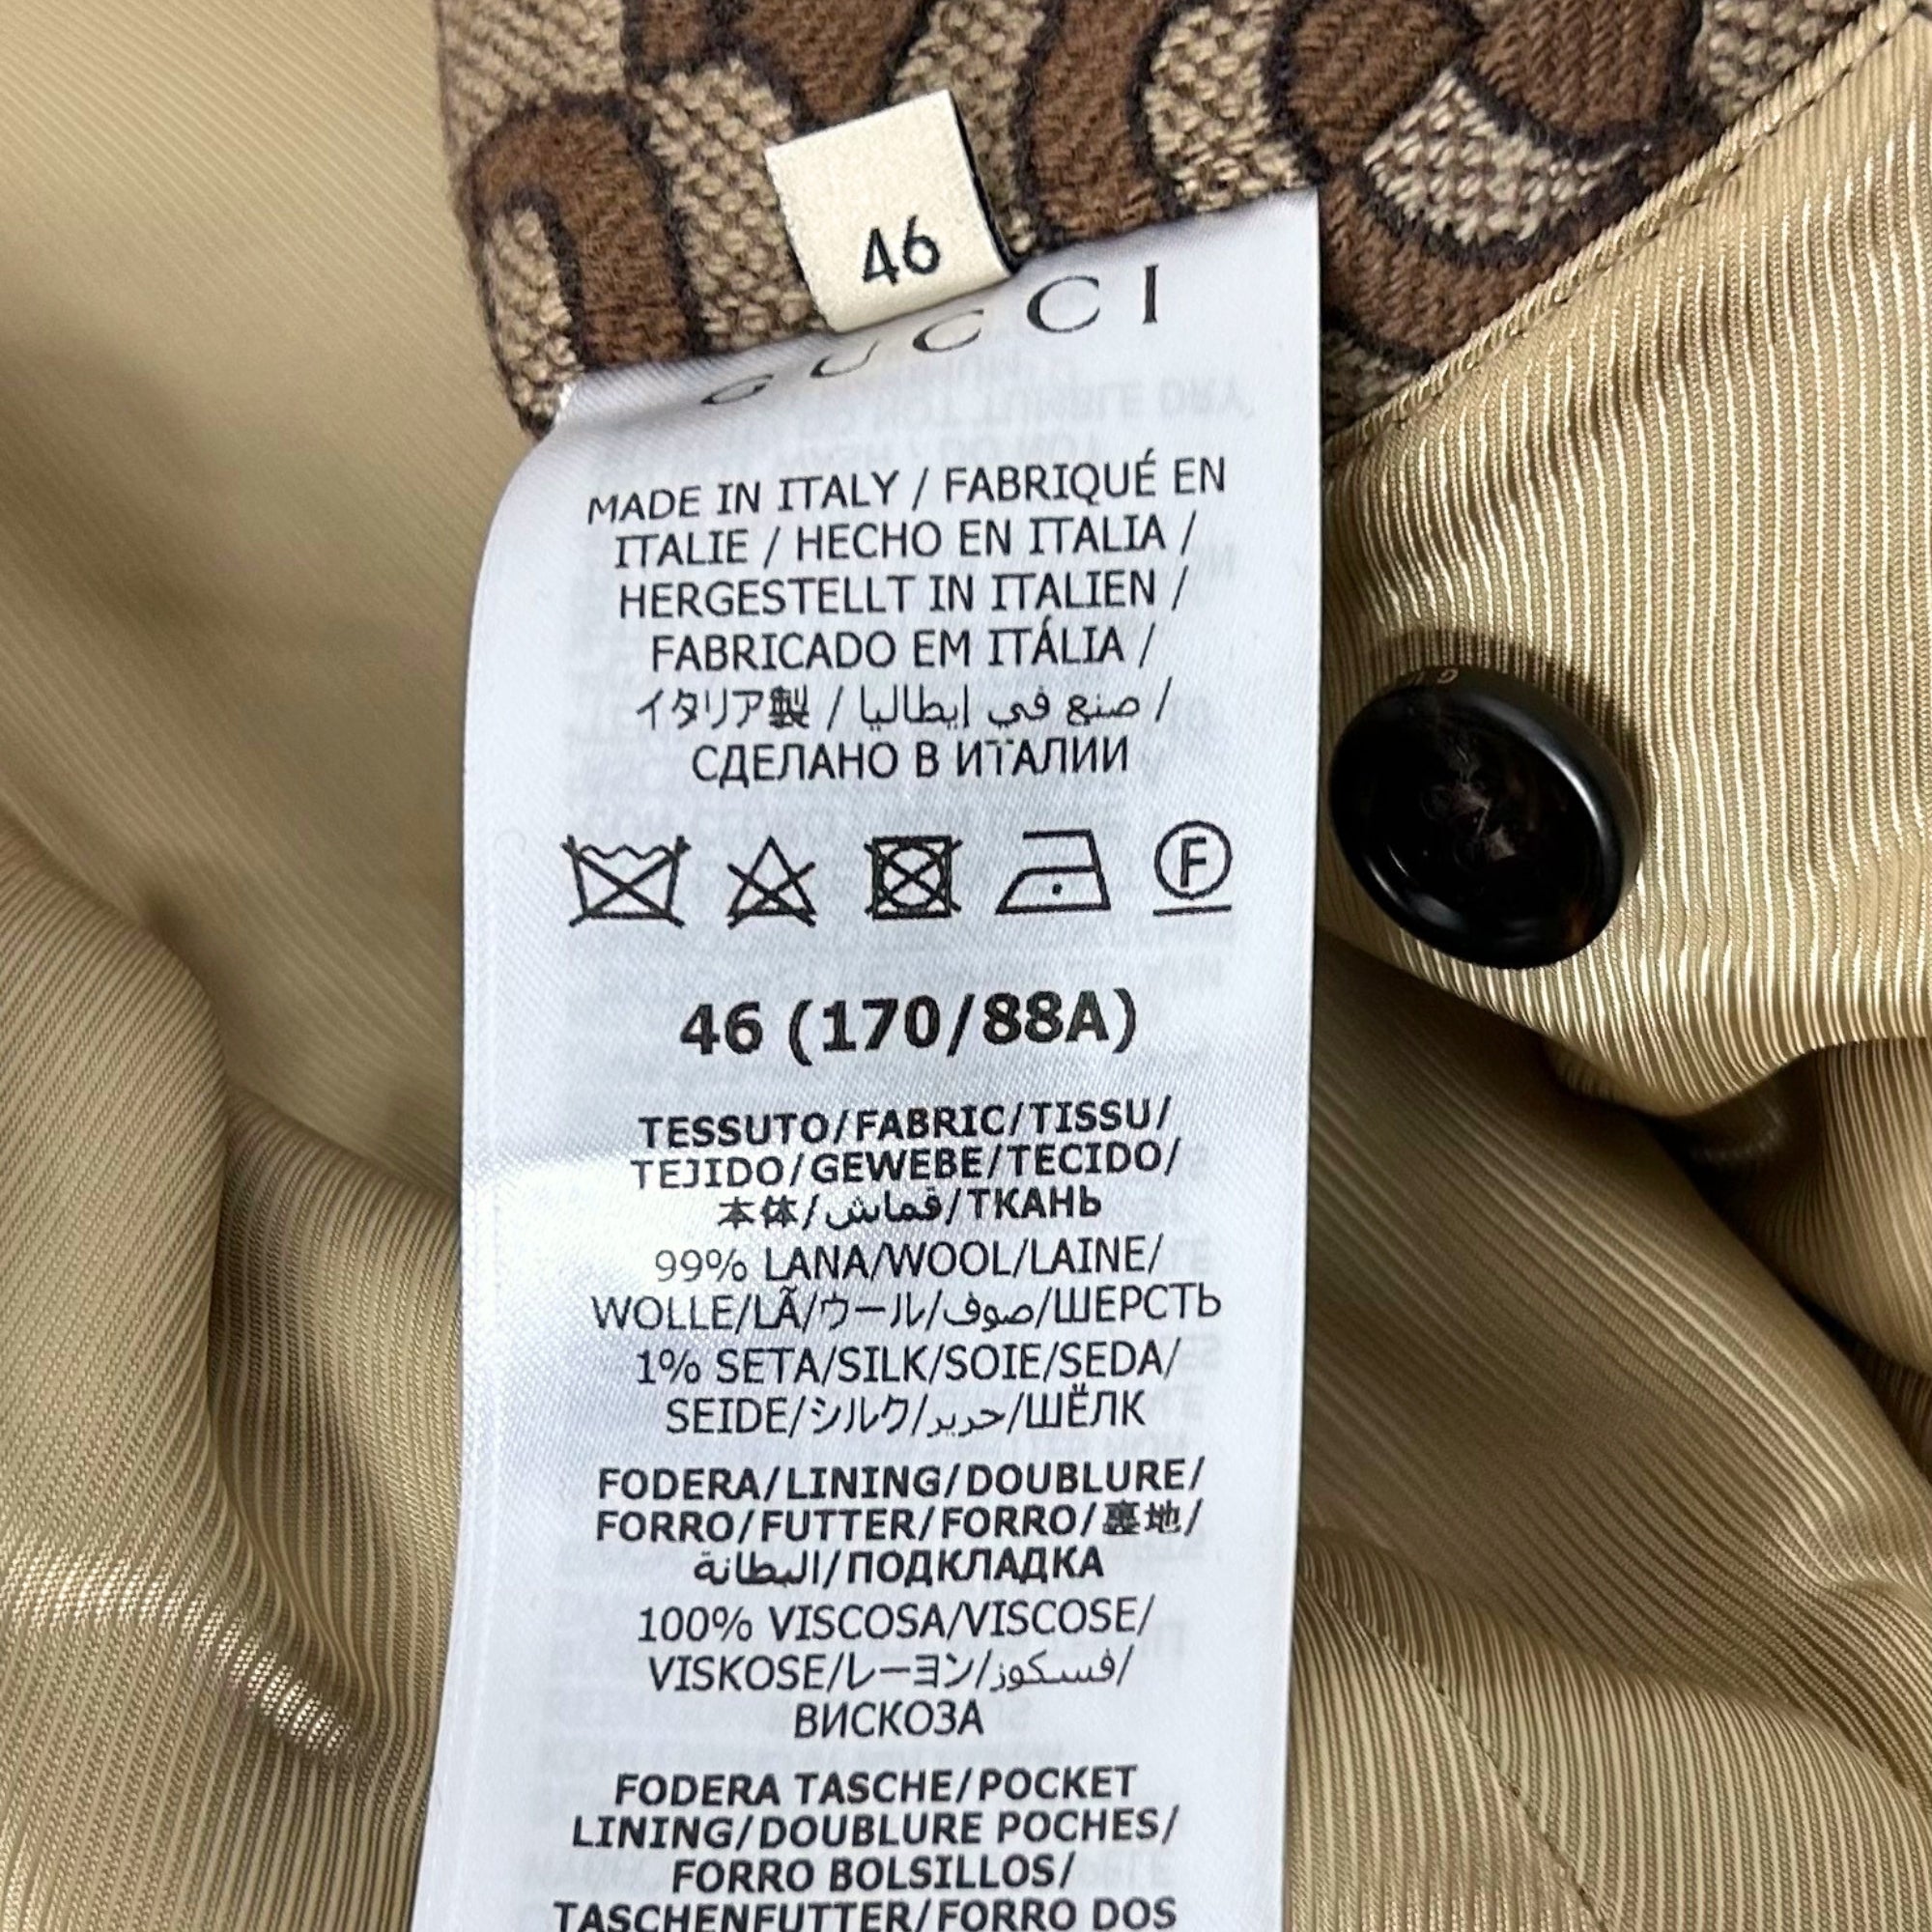 46
GUCCI
MADE IN ITALY / FABRIQUÉ EN
ITALIE / HECHO EN ITALIA /
HERGESTELLT IN ITALIEN /
FABRICADO EM ITÁLIA /
イタリア製 / صنع في إيطاليا /
СДЕЛАНО В ИТАЛИИ
F
46 (170/88A)
TESSUTO/FABRIC/TISSU/
TEJIDO/GEWEBE/TECIDO/
本体/قماش/ТКАНЬ
99% LANA/WOOL/LAINE/
WOLLE/LÃ/ウール/صوف/ШЕРСТЬ
1% SETA/SILK/SOIE/SEDA/
SEIDE/シルク/حرير/ШЁЛК
FODERA/LINING/DOUBLURE/
FORRO/FUTTER/FORRO/裏地/
البطانة/ПОДКЛАДКА
100% VISCOSA/VISCOSE/
VISKOSE/レーヨン/فسكوز/
ВИСКОЗА
FODERA TASCHE/POCKET
LINING/DOUBLURE POCHES/
FORRO BOLSILLOS/
TASCHENFUTTER/FORRO DOS